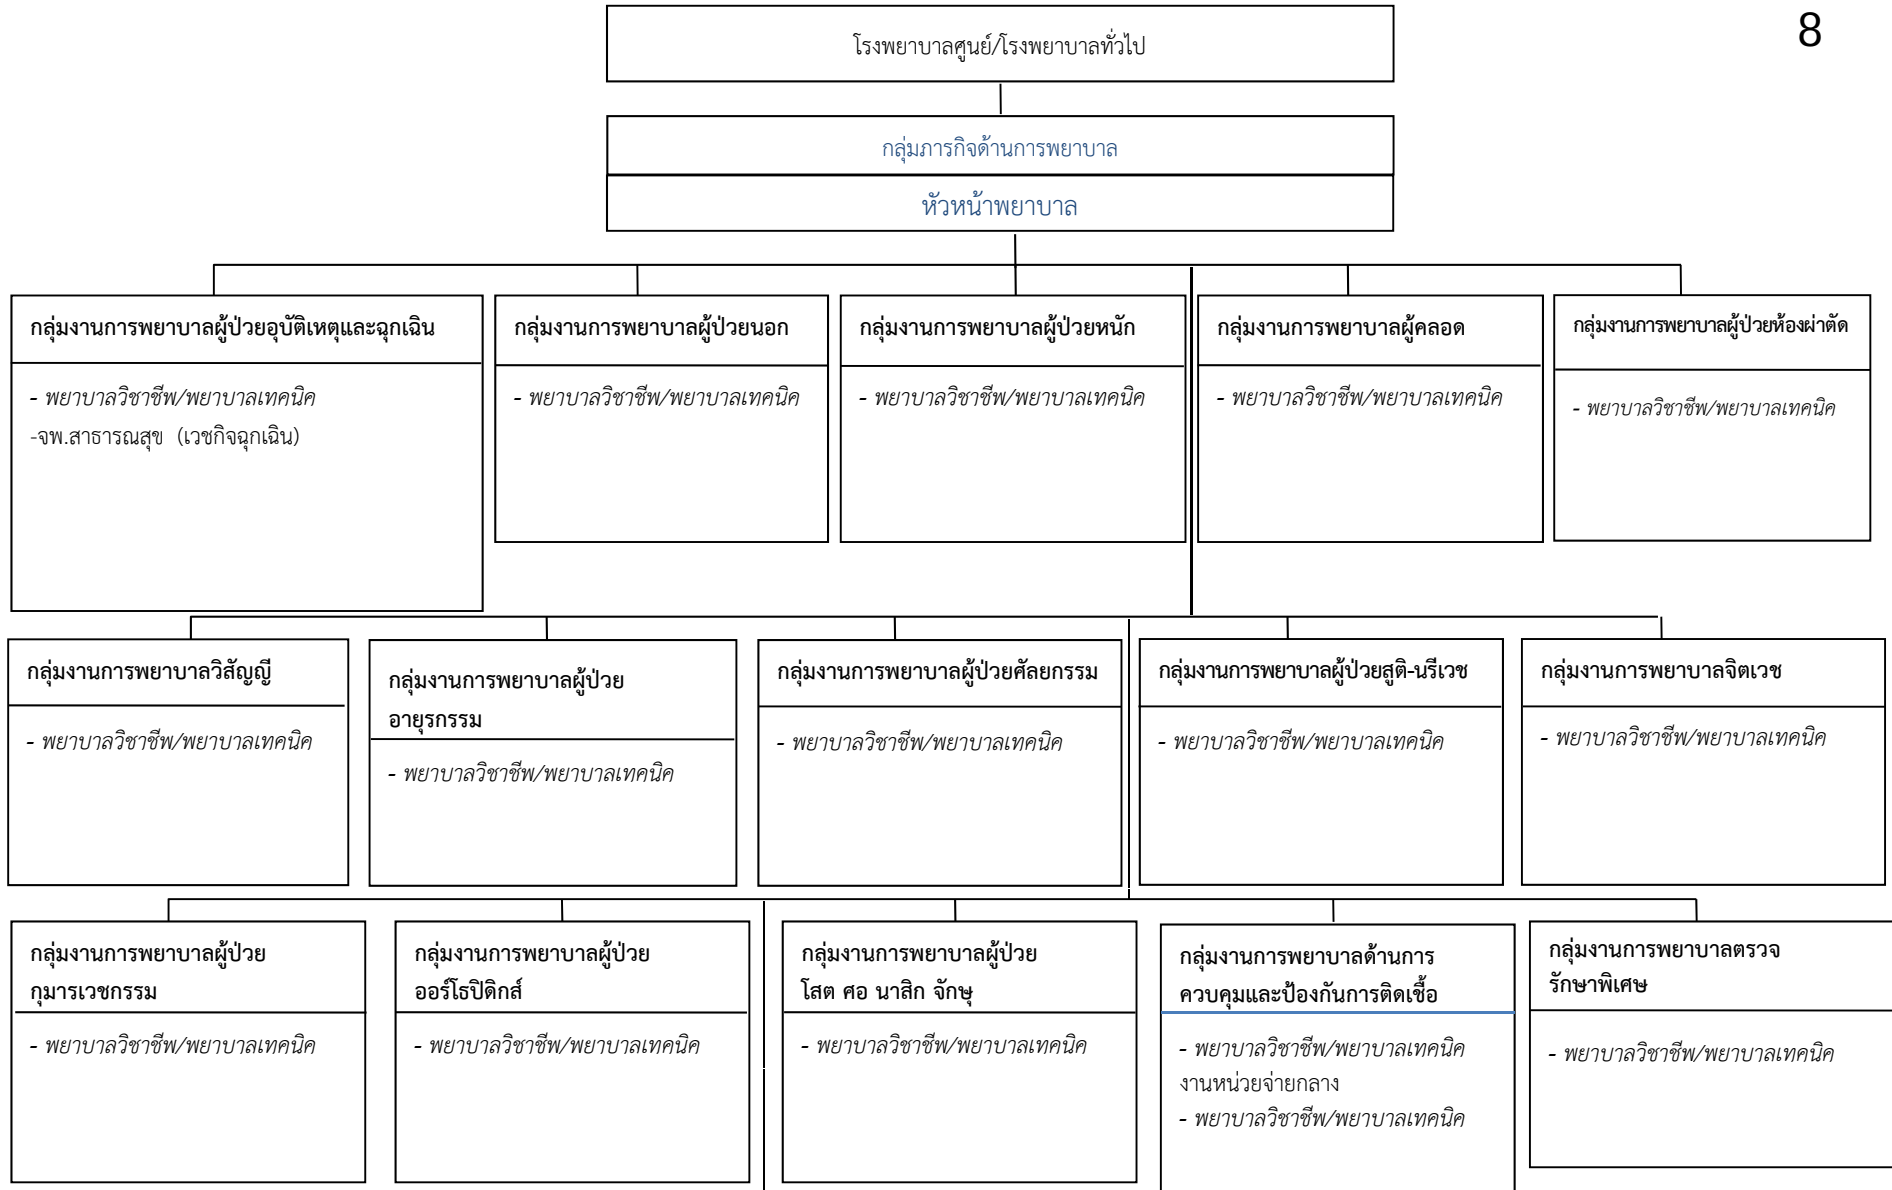 8
โรงพยาบาลศูนย์/โรงพยาบาลทั่วไป
กลุ่มภารกิจด้านการพยาบาล
หัวหน้าพยาบาล
กลุ่มงานการพยาบาลผู้ป่วยอุบัติเหตุและฉุกเฉิน
- พยาบาลวิชาชีพ/พยาบาลเทคนิค
-จพ.สาธารณสุข (เวชกิจฉุกเฉิน)
กลุ่มงานการพยาบาลผู้ป่วยนอก
- พยาบาลวิชาชีพ/พยาบาลเทคนิค
กลุ่มงานการพยาบาลผู้ป่วยหนัก
- พยาบาลวิชาชีพ/พยาบาลเทคนิค
กลุ่มงานการพยาบาลผู้คลอด
- พยาบาลวิชาชีพ/พยาบาลเทคนิค
กลุ่มงานการพยาบาลผู้ป่วยห้องผ่าตัด
- พยาบาลวิชาชีพ/พยาบาลเทคนิค
กลุ่มงานการพยาบาลวิสัญญี
- พยาบาลวิชาชีพ/พยาบาลเทคนิค
กลุ่มงานการพยาบาลผู้ป่วย
อายุรกรรม
- พยาบาลวิชาชีพ/พยาบาลเทคนิค
กลุ่มงานการพยาบาลผู้ป่วยศัลยกรรม
- พยาบาลวิชาชีพ/พยาบาลเทคนิค
กลุ่มงานการพยาบาลผู้ป่วยสูติ-นรีเวช
- พยาบาลวิชาชีพ/พยาบาลเทคนิค
กลุ่มงานการพยาบาลจิตเวช
- พยาบาลวิชาชีพ/พยาบาลเทคนิค
กลุ่มงานการพยาบาลผู้ป่วย
กุมารเวชกรรม
- พยาบาลวิชาชีพ/พยาบาลเทคนิค
กลุ่มงานการพยาบาลผู้ป่วย
ออร์โธปิดิกส์
- พยาบาลวิชาชีพ/พยาบาลเทคนิค
กลุ่มงานการพยาบาลผู้ป่วย
โสต ศอ นาสิก จักษุ
- พยาบาลวิชาชีพ/พยาบาลเทคนิค
กลุ่มงานการพยาบาลด้านการ
ควบคุมและป้องกันการติดเชื้อ
- พยาบาลวิชาชีพ/พยาบาลเทคนิค
งานหน่วยจ่ายกลาง
- พยาบาลวิชาชีพ/พยาบาลเทคนิค
กลุ่มงานการพยาบาลตรวจ
รักษาพิเศษ
- พยาบาลวิชาชีพ/พยาบาลเทคนิค